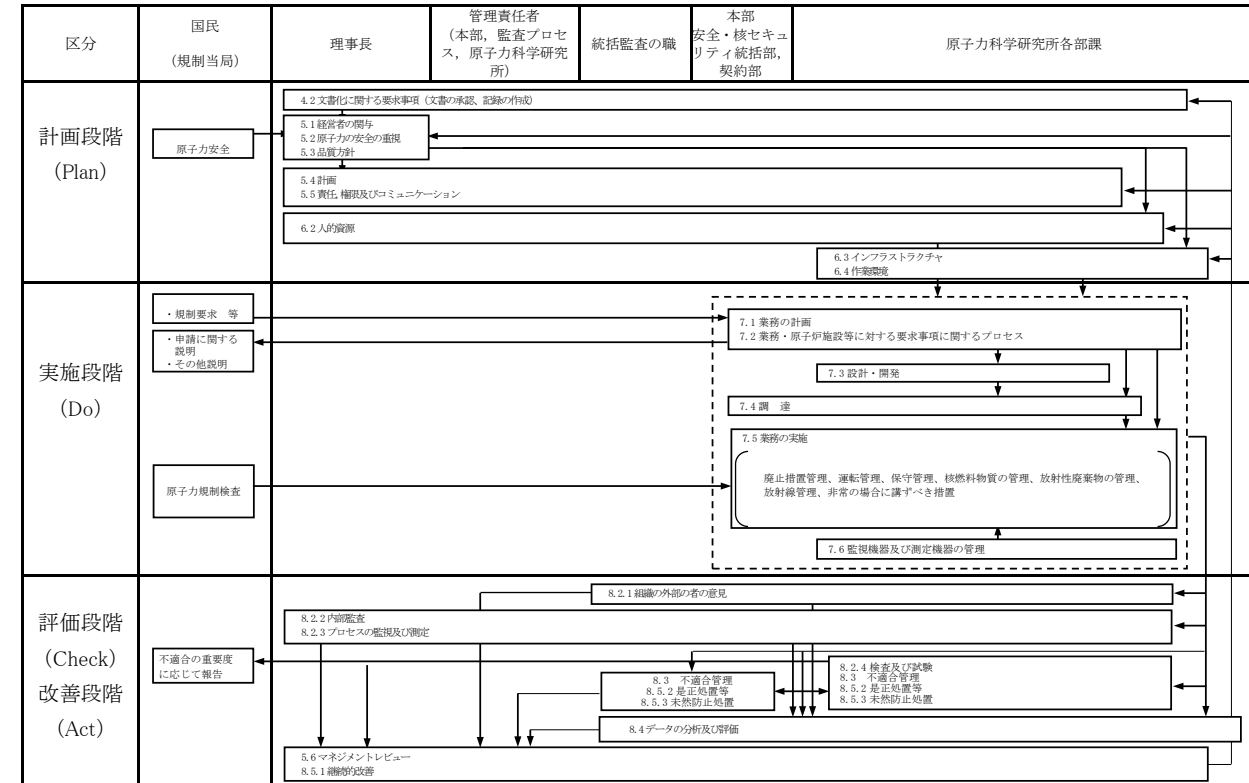 区分
国民
(規制当局)
理事長
管理責任者
(本部，監査プロセ
ス，原子力科学研究
所)
統括監査の職
本部
安全・核セキュ
リティ統括部，
契約部
原子力科学研究所各部課
計画段階
(Plan)
4.2 文書化に関する要求事項（文書の承認、記録の作成）
原子力安全
5.1 経営者の関与
5.2 原子力の安全の重視
5.3 品質方針
5.4 計画
5.5 責任，権限及びコミュニケーション
6.2 人的資源
6.3 インフラストラクチャ
6.4 作業環境
実施段階
(Do)
・規制要求　等
・申請に関する
説明
・その他説明
7.1 業務の計画
7.2 業務・原子炉施設等に対する要求事項に関するプロセス
7.3 設計・開発
7.4 調　達
7.5 業務の実施
原子力規制検査
廃止措置管理、運転管理、保守管理、核燃料物質の管理、放射性廃棄物の管理、
放射線管理、非常の場合に講ずべき措置
7.6 監視機器及び測定機器の管理
評価段階
(Check)
改善段階
(Act)
8.2.1 組織の外部の者の意見
8.2.2 内部監査
8.2.3 プロセスの監視及び測定
不適合の重要度
に応じて報告
8.3　不適合管理
8.5.2 是正処置等
8.5.3 未然防止処置
8.2.4 検査及び試験
8.3　不適合管理
8.5.2 是正処置等
8.5.3 未然防止処置
8.4 データの分析及び評価
5.6 マネジメントレビュー
8.5.1 継続的改善